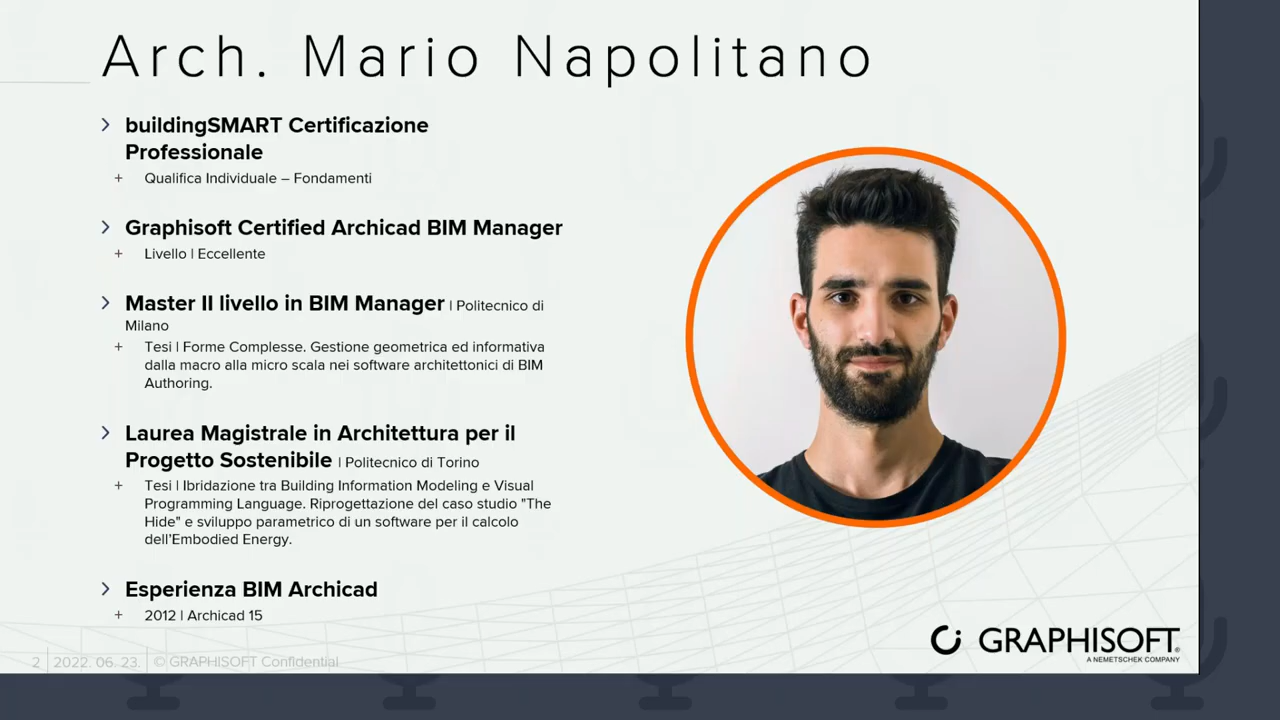 Arch. Mario Napolitano
buildingSMART Certificazione
Professionale
+ Qualifica Individuale – Fondamenti
Graphisoft Certified Archicad BIM Manager
+ Livello | Eccellente
Master II livello in BIM Manager | Politecnico di
Milano
+ Tesi | Forme Complesse. Gestione geometrica ed informativa
dalla macro alla micro scala nei software architettonici di BIM
Authoring.
Laurea Magistrale in Architettura per il
Progetto Sostenibile | Politecnico di Torino
+ Tesi | Ibridazione tra Building Information Modeling e Visual
Programming Language. Riprogettazione del caso studio "The
Hide" e sviluppo parametrico di un software per il calcolo
dell'Embodied Energy.
Esperienza BIM Archicad
+ 2012 | Archicad 15
2 | 2022. 06. 23. | © GRAPHISOFT Confidential
GRAPHISOFT®
A NEMETSCHEK COMPANY